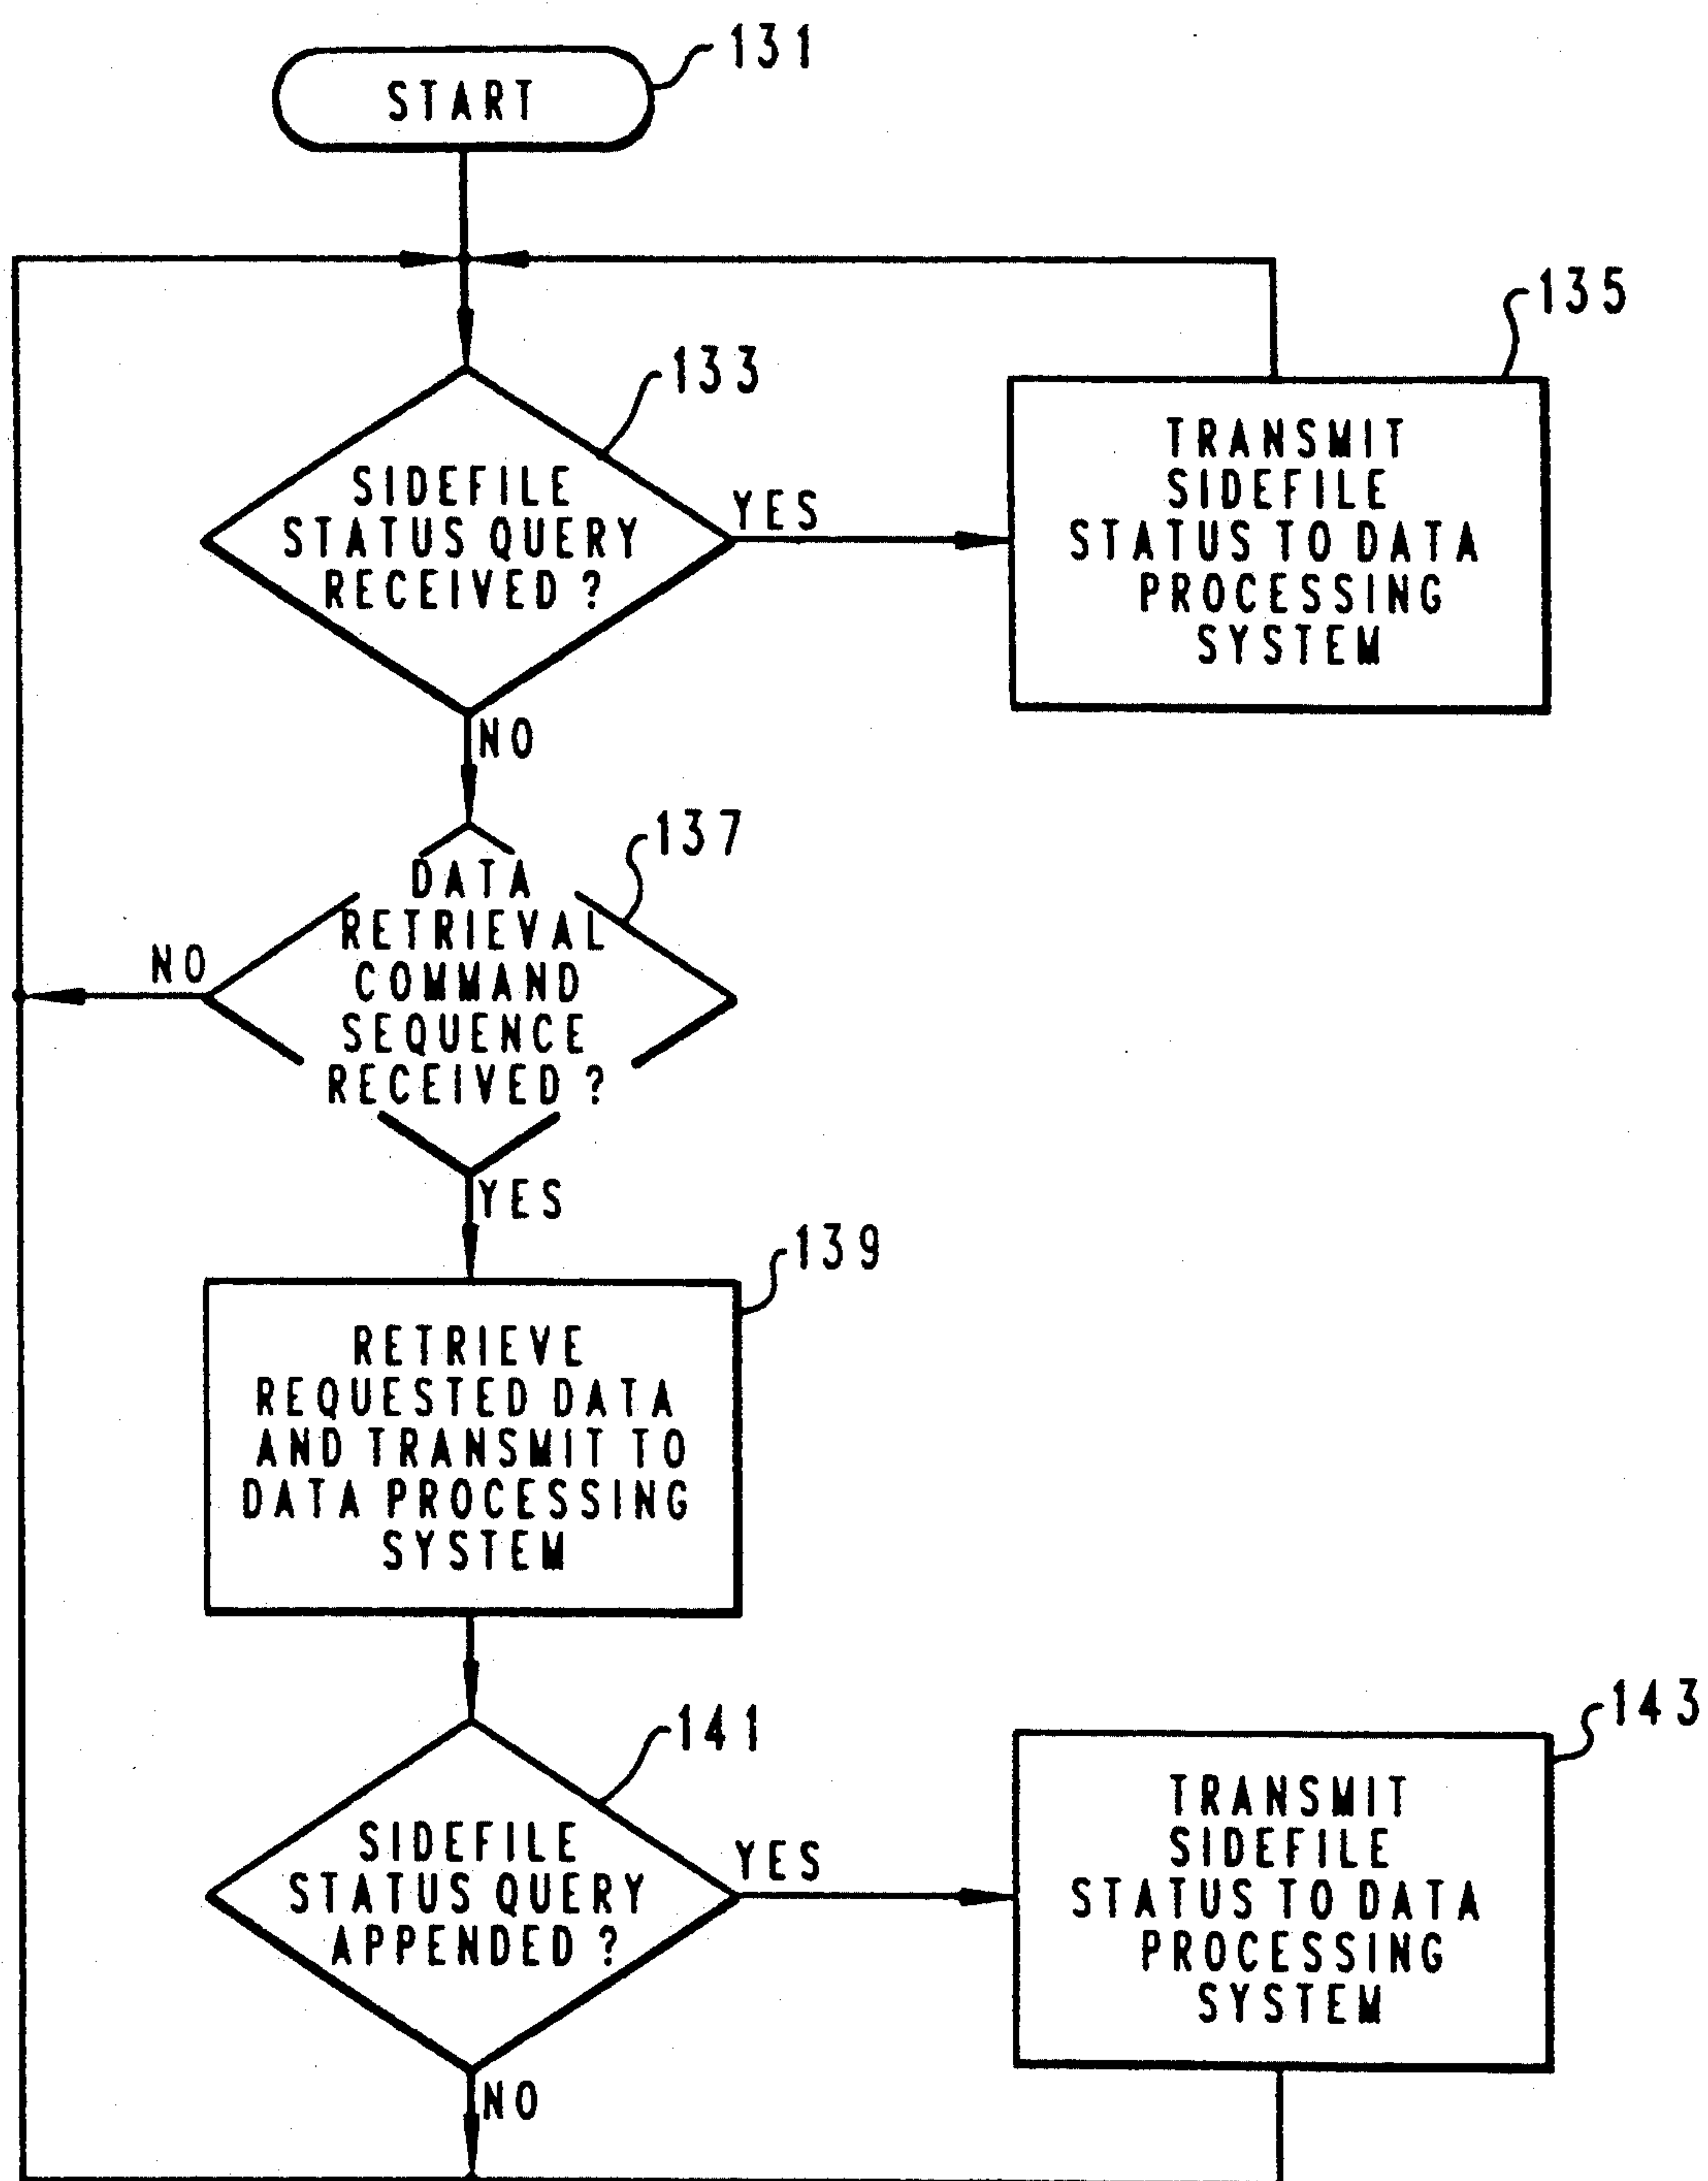 131
START
133
SIDEFILE
STATUS QUERY
RECEIVED ?
YES
135
TRANSMIT
SIDEFILE
STATUS TO DATA
PROCESSING
SYSTEM
NO
137
DATA
RETRIEVAL
COMMAND
SEQUENCE
RECEIVED ?
NO
YES
139
RETRIEVE
REQUESTED DATA
AND TRANSMIT TO
DATA PROCESSING
SYSTEM
141
SIDEFILE
STATUS QUERY
APPENDED ?
YES
143
TRANSMIT
SIDEFILE
STATUS TO DATA
PROCESSING
SYSTEM
NO